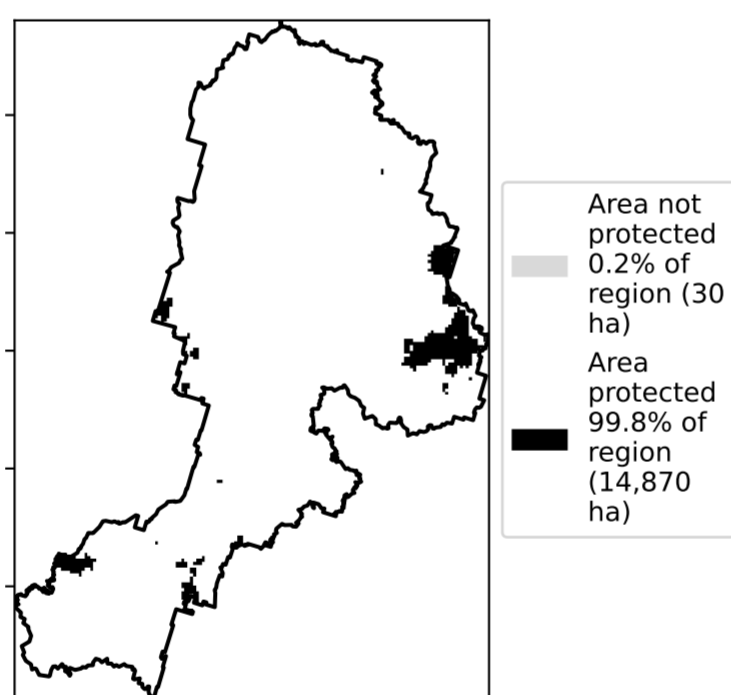 Area not
protected
0.2% of
region (30
ha)
Area
protected
99.8% of
region
(14,870
ha)